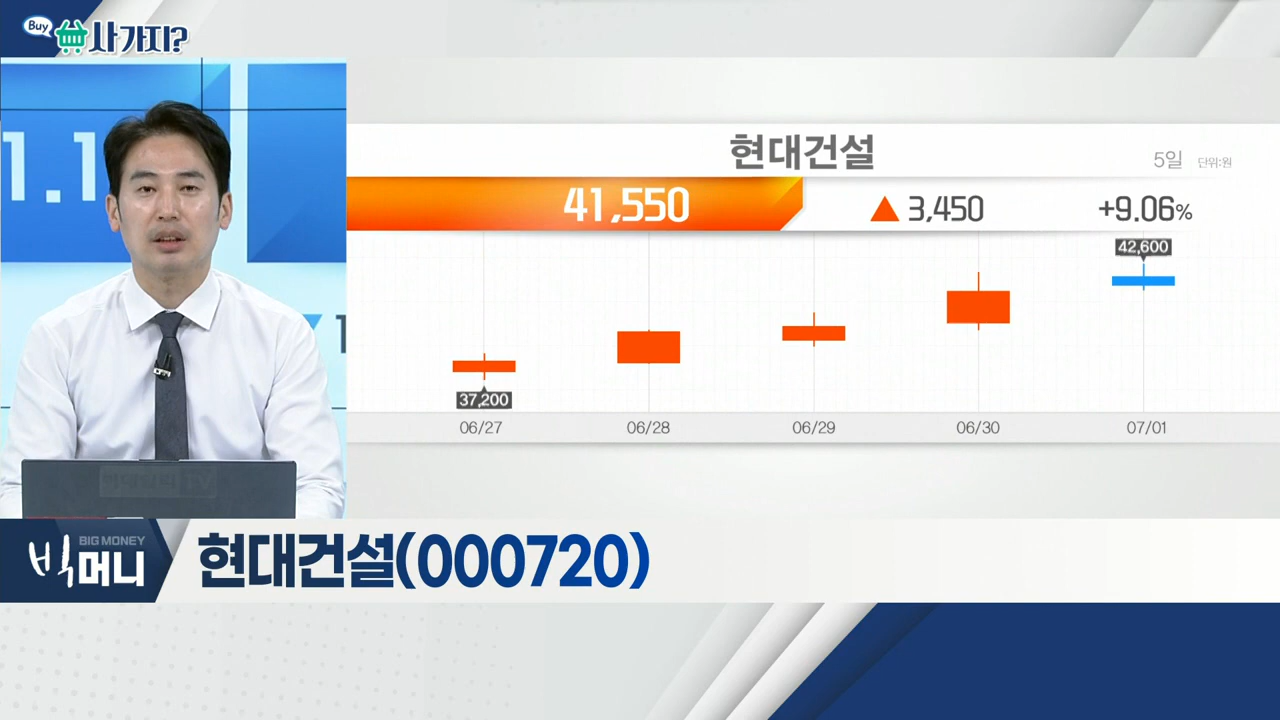 Buy
사가지?
1.1
현대건설
5일 단위:원
41,550 ▲ 3,450 +9.06%
42,600
37,200
06/27 06/28 06/29 06/30 07/01
BIG MONEY
빅머니
현대건설(000720)